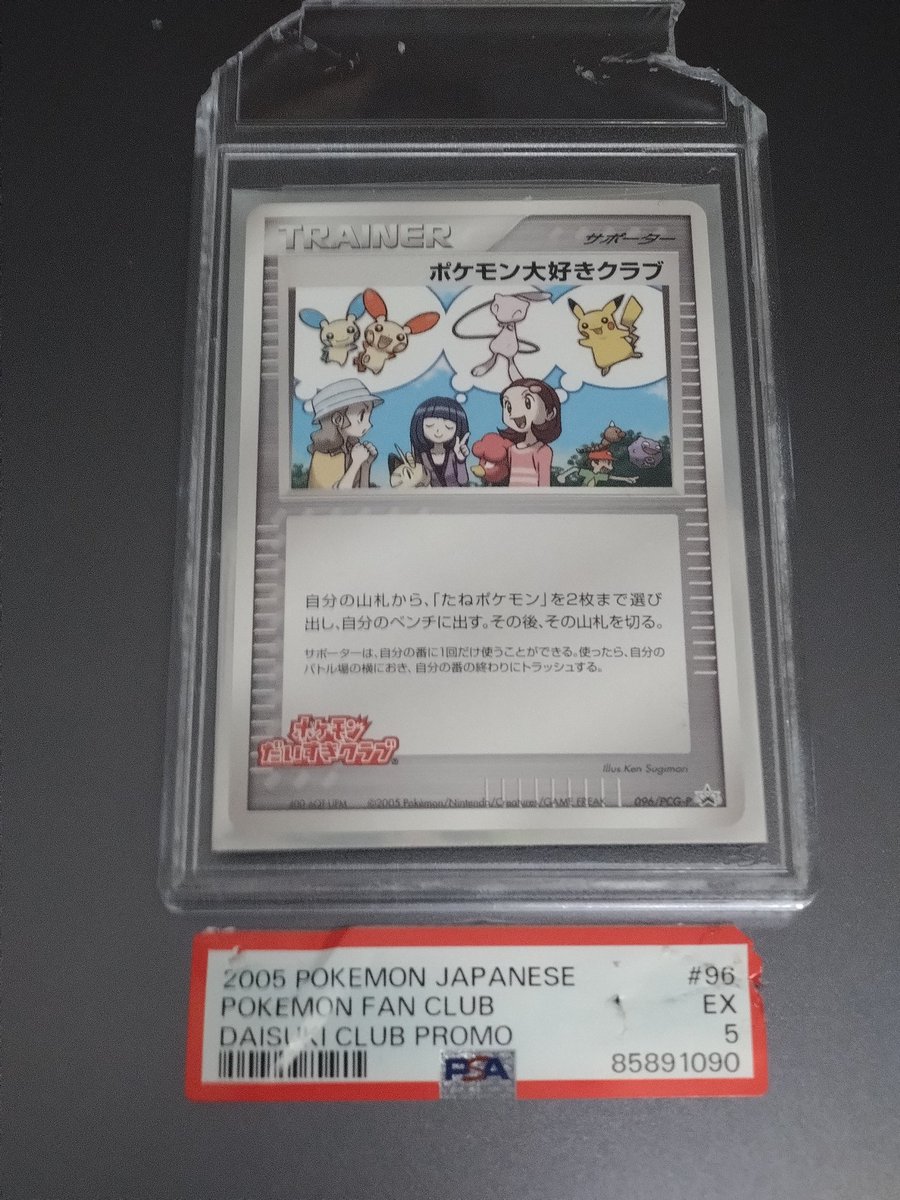 TRAINER
サポーター
ポケモン大好きクラブ
自分の山札から、「たねポケモン」を2枚まで選び
出し、自分のベンチに出す。その後、その山札を切る。
サポーターは、自分の番に1回だけ使うことができる。使ったら、自分の
バトル場の横におき、自分の番の終わりにトラッシュする。
ポケモン
だいすきクラブ
Illus. Ken Sugimori
©2005 Pokémon/Nintendo/Creatures/GAME FREAK
096/PCG-P
2005 POKEMON JAPANESE #96
POKEMON FAN CLUB EX
DAISUKI CLUB PROMO 5
PSA 85891090